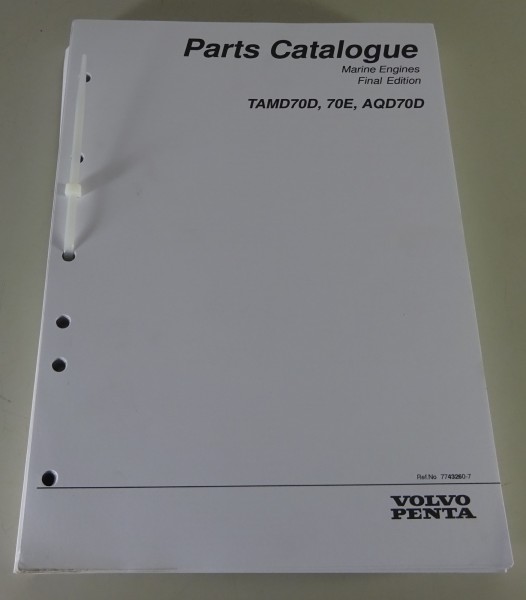 Parts Catalogue
Marine Engines
Final Edition
TAMD70D, 70E, AQD70D
Ref.No 7743260-7
VOLVO
PENTA